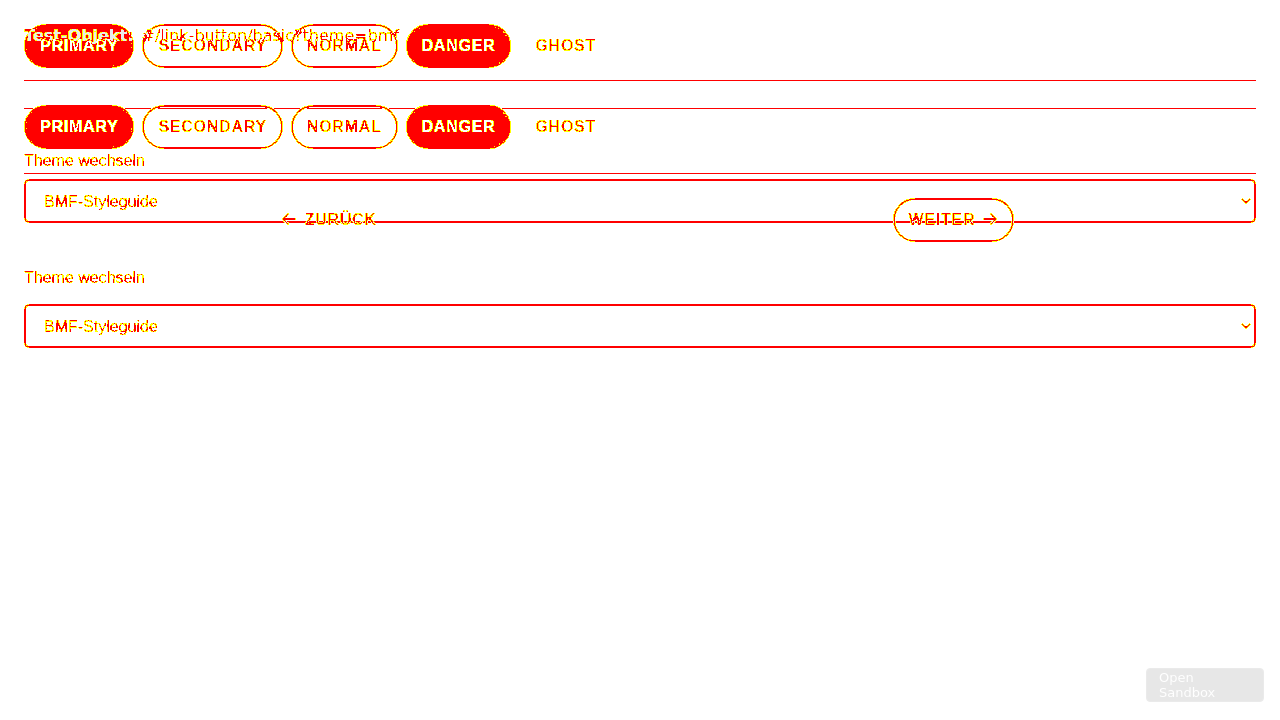 Test-Objekt: #/link-button/basic?theme=bmf
PRIMARY SECONDARY NORMAL DANGER GHOST
PRIMARY SECONDARY NORMAL DANGER GHOST
Theme wechseln
BMF-Styleguide
← ZURÜCK WEITER →
Theme wechseln
BMF-Styleguide
Open
Sandbox